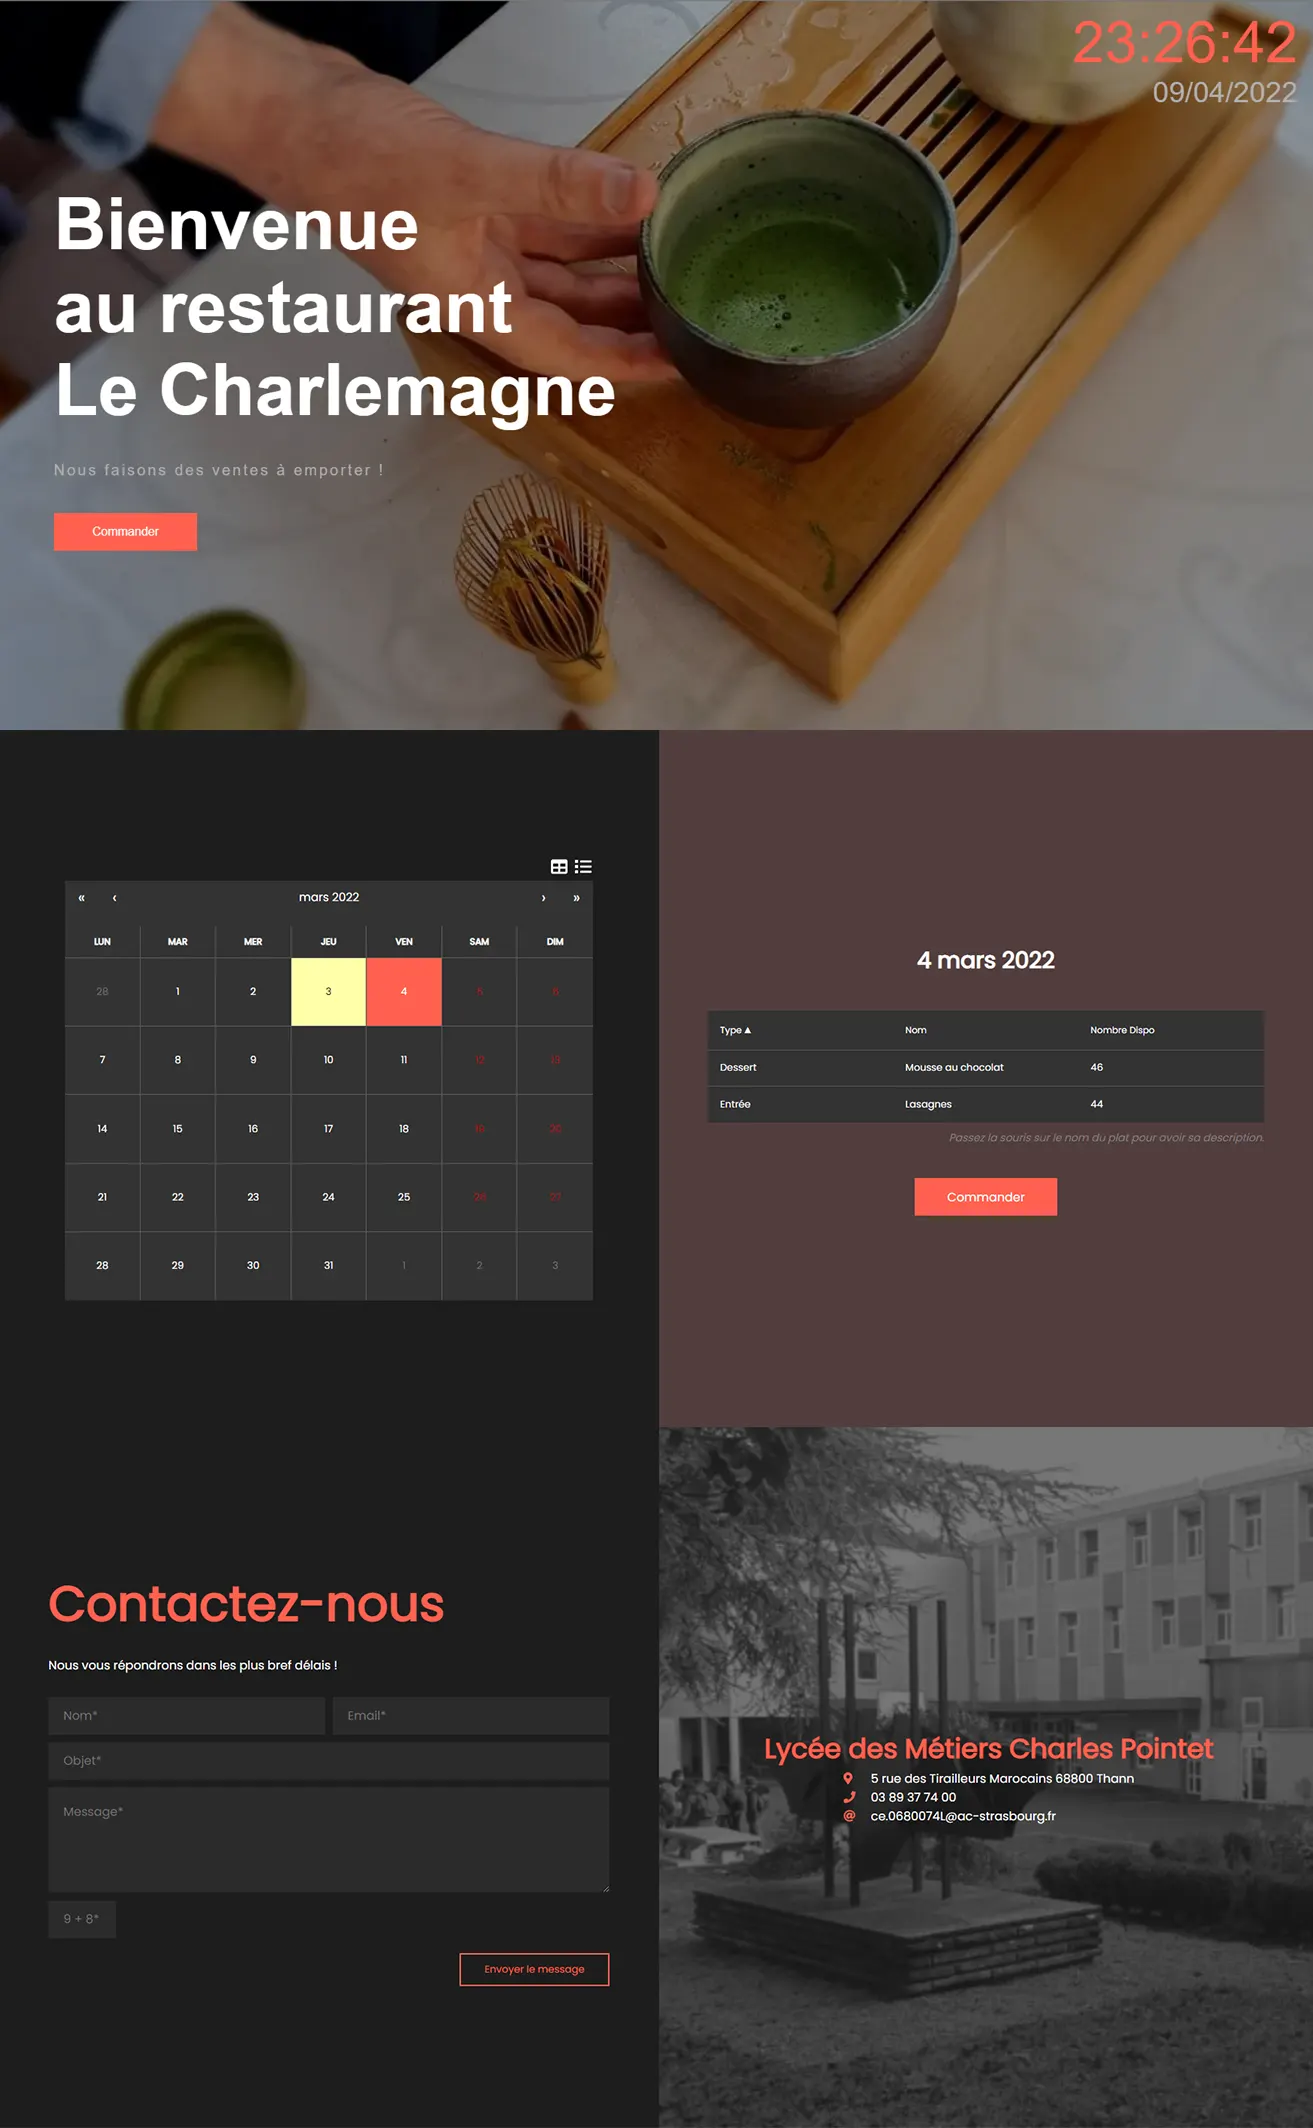 23:26:42
09/04/2022
Bienvenue
au restaurant
Le Charlemagne
Nous faisons des ventes à emporter !
Commander
« ‹ mars 2022 › »
LUN MAR MER JEU VEN SAM DIM
28 1 2 3 4 5 6
7 8 9 10 11 12 13
14 15 16 17 18 19 20
21 22 23 24 25 26 27
28 29 30 31 1 2 3
4 mars 2022
Type ▲ Nom Nombre Dispo
Dessert Mousse au chocolat 46
Entrée Lasagnes 44
Passez la souris sur le nom du plat pour avoir sa description.
Commander
Contactez-nous
Nous vous répondrons dans les plus bref délais !
Nom* Email*
Objet*
Message*
9 + 8*
Envoyer le message
Lycée des Métiers Charles Pointet
5 rue des Tirailleurs Marocains 68800 Thann
03 89 37 74 00
ce.0680074L@ac-strasbourg.fr